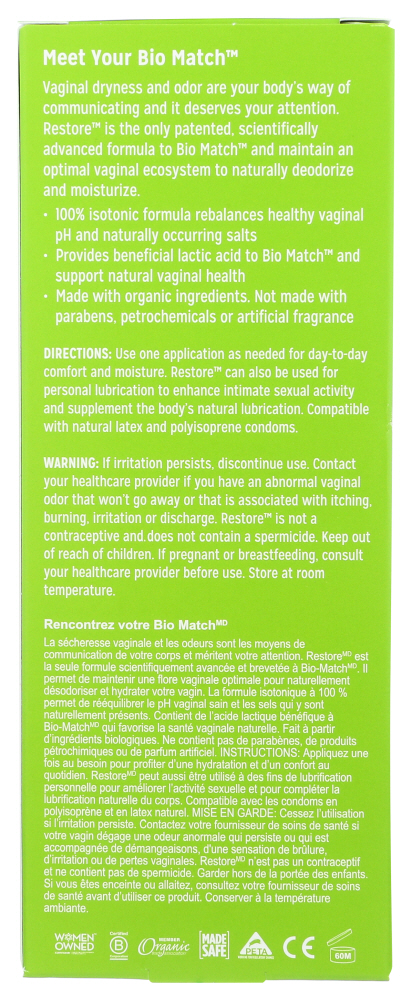 Meet Your Bio Match™
Vaginal dryness and odor are your body's way of
communicating and it deserves your attention.
Restore™ is the only patented, scientifically
advanced formula to Bio Match™ and maintain an
optimal vaginal ecosystem to naturally deodorize
and moisturize.
• 100% isotonic formula rebalances healthy vaginal
pH and naturally occurring salts
• Provides beneficial lactic acid to Bio Match™ and
support natural vaginal health
• Made with organic ingredients. Not made with
parabens, petrochemicals or artificial fragrance
DIRECTIONS: Use one application as needed for day-to-day
comfort and moisture. Restore™ can also be used for
personal lubrication to enhance intimate sexual activity
and supplement the body's natural lubrication. Compatible
with natural latex and polyisoprene condoms.
WARNING: If irritation persists, discontinue use. Contact
your healthcare provider if you have an abnormal vaginal
odor that won't go away or that is associated with itching,
burning, irritation or discharge. Restore™ is not a
contraceptive and.does not contain a spermicide. Keep out
of reach of children. If pregnant or breastfeeding, consult
your healthcare provider before use. Store at room
temperature.
Rencontrez votre Bio MatchMD
La sécheresse vaginale et les odeurs sont les moyens de
communication de votre corps et méritent votre attention. RestoreMD est
la seule formule scientifiquement avancée et brevetée à Bio-MatchMD. Il
permet de maintenir une flore vaginale optimale pour naturellement
désodoriser et hydrater votre vagin. La formule isotonique à 100 %
permet de rééquilibrer le pH vaginal sain et les sels qui y sont
naturellement présents. Contient de l'acide lactique bénéfique à
Bio-MatchMD qui favorise la santé vaginale naturelle. Fait à partir
d'ingrédients biologiques. Ne contient pas de parabènes, de produits
pétrochimiques ou de parfum artificiel. INSTRUCTIONS: Appliquez une
fois au besoin pour profiter d'une hydratation et d'un confort au
quotidien. RestoreMD peut aussi être utilisé à des fins de lubrification
personnelle pour améliorer l'activité sexuelle et pour compléter la
lubrification naturelle du corps. Compatible avec les condoms en
polyisoprène et en latex naturel. MISE EN GARDE: Cessez l'utilisation
si l'irritation persiste. Contactez votre fournisseur de soins de santé si
votre vagin dégage une odeur anormale qui persiste ou qui est
accompagnée de démangeaisons, d'une sensation de brûlure,
d'irritation ou de pertes vaginales. RestoreMD n'est pas un contraceptif
et ne contient pas de spermicide. Garder hors de la portée des enfants.
Si vous êtes enceinte ou allaitez, consultez votre fournisseur de soins
de santé avant d'utiliser ce produit. Conserver à la température
ambiante.
WOMEN OWNED
Certified B Corporation
MEMBER Organic
MADE SAFE
PETA
CE
60M